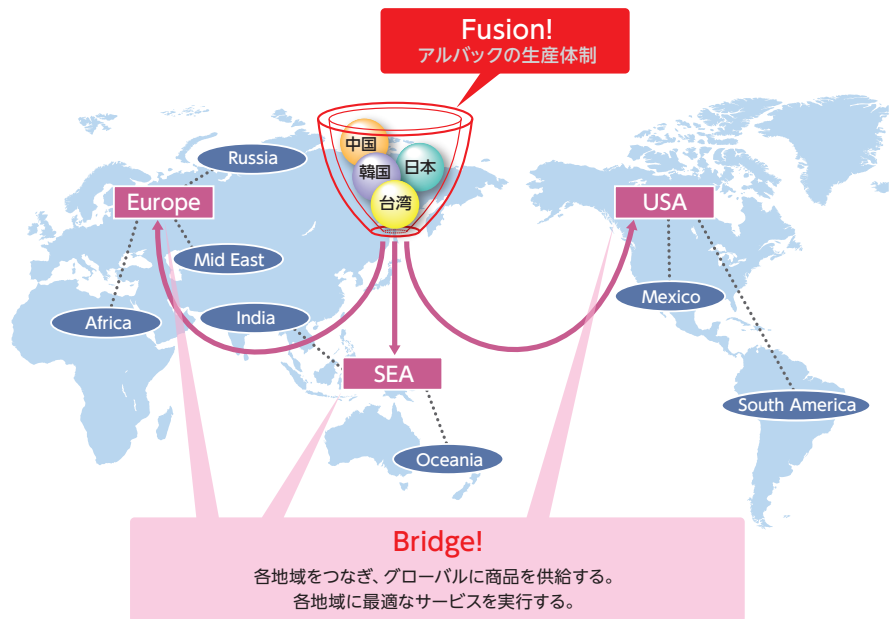 Fusion!
アルバックの生産体制
中国
日本
韓国
台湾
Russia
Europe
USA
Mid East
Mexico
Africa
India
SEA
South America
Oceania
Bridge!
各地域をつなぎ、グローバルに商品を供給する。
各地域に最適なサービスを実行する。